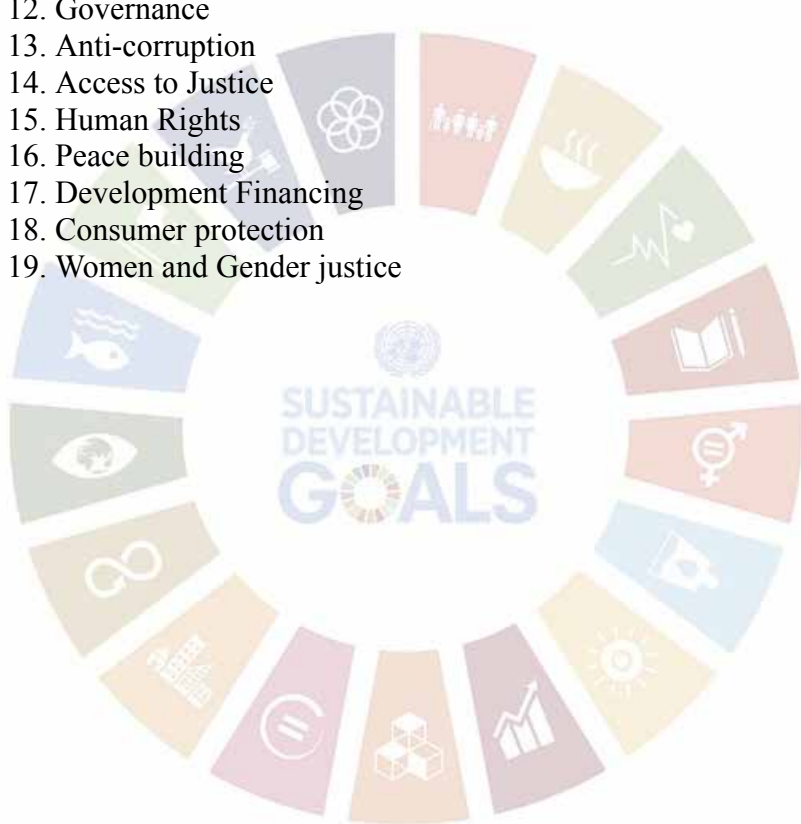 12. Governance
13. Anti-corruption
14. Access to Justice
15. Human Rights
16. Peace building
17. Development Financing
18. Consumer protection
19. Women and Gender justice
SUSTAINABLE
DEVELOPMENT
GOALS